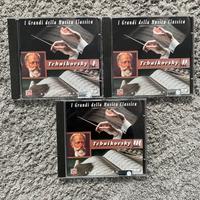 I Grandi della Musica Classica
Tchaikovsky I
I Grandi della Musica Classica
Tchaikovsky II
I Grandi della Musica Classica
Tchaikovsky III